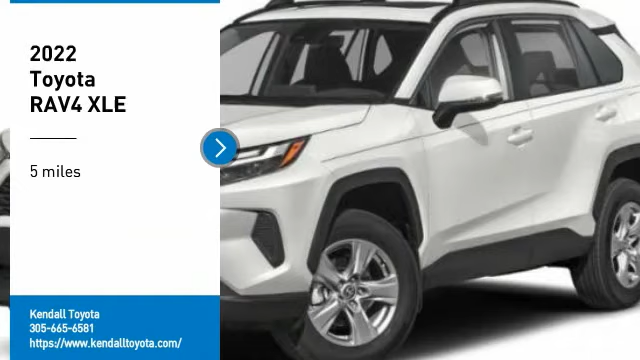 2022
Toyota
RAV4 XLE
5 miles
Kendall Toyota
305-665-6581
https://www.kendalltoyota.com/